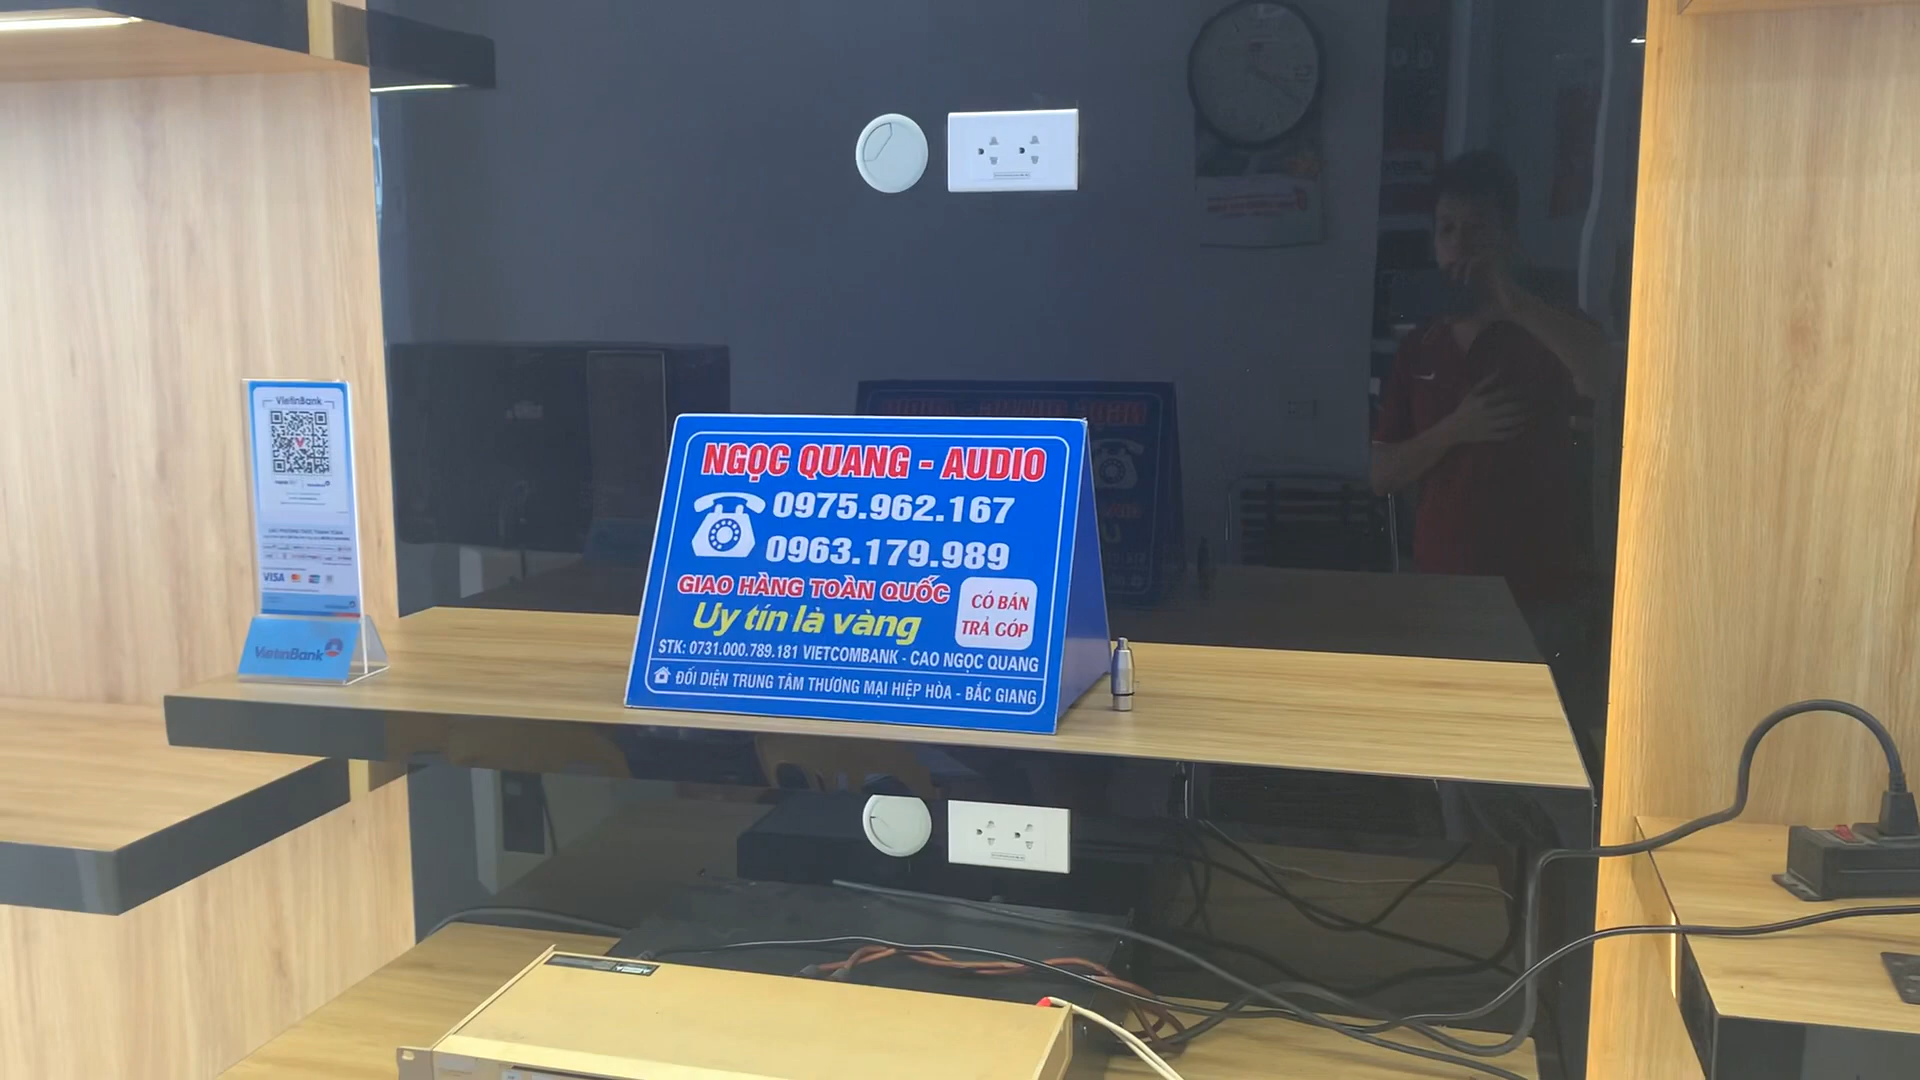 VietinBank
VISA
VietinBank
NGỌC QUANG - AUDIO
0975.962.167
0963.179.989
GIAO HÀNG TOÀN QUỐC
Uy tín là vàng
CÓ BÁN
TRẢ GÓP
STK: 0731.000.789.181 VIETCOMBANK - CAO NGỌC QUANG
ĐỐI DIỆN TRUNG TÂM THƯƠNG MẠI HIỆP HÒA - BẮC GIANG